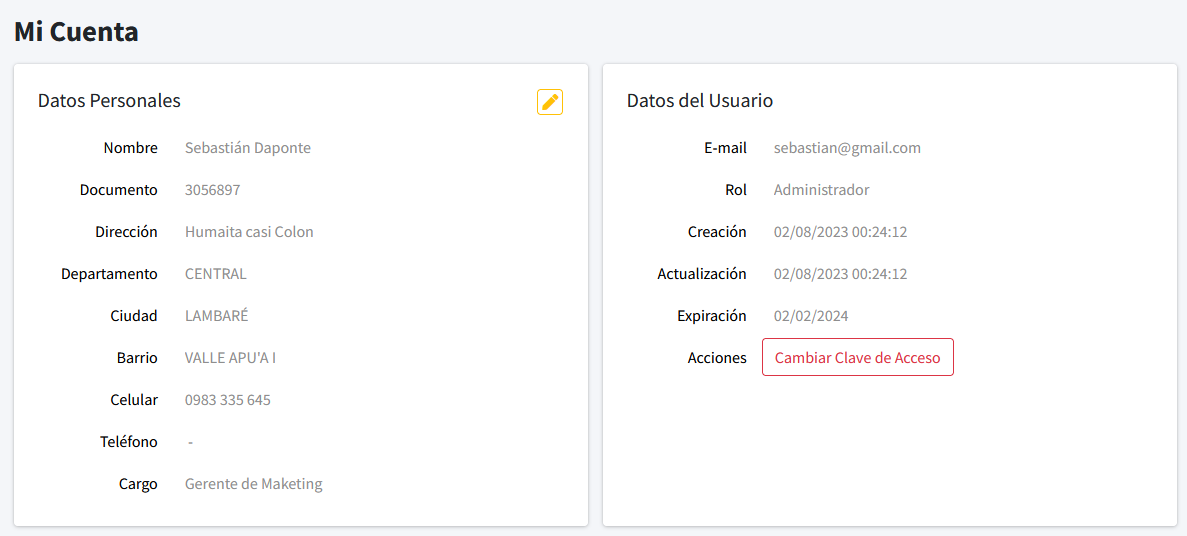 Mi Cuenta
Datos Personales
Nombre Sebastián Daponte
Documento 3056897
Dirección Humaita casi Colon
Departamento CENTRAL
Ciudad LAMBARÉ
Barrio VALLE APU'A I
Celular 0983 335 645
Teléfono -
Cargo Gerente de Maketing
Datos del Usuario
E-mail sebastian@gmail.com
Rol Administrador
Creación 02/08/2023 00:24:12
Actualización 02/08/2023 00:24:12
Expiración 02/02/2024
Acciones Cambiar Clave de Acceso